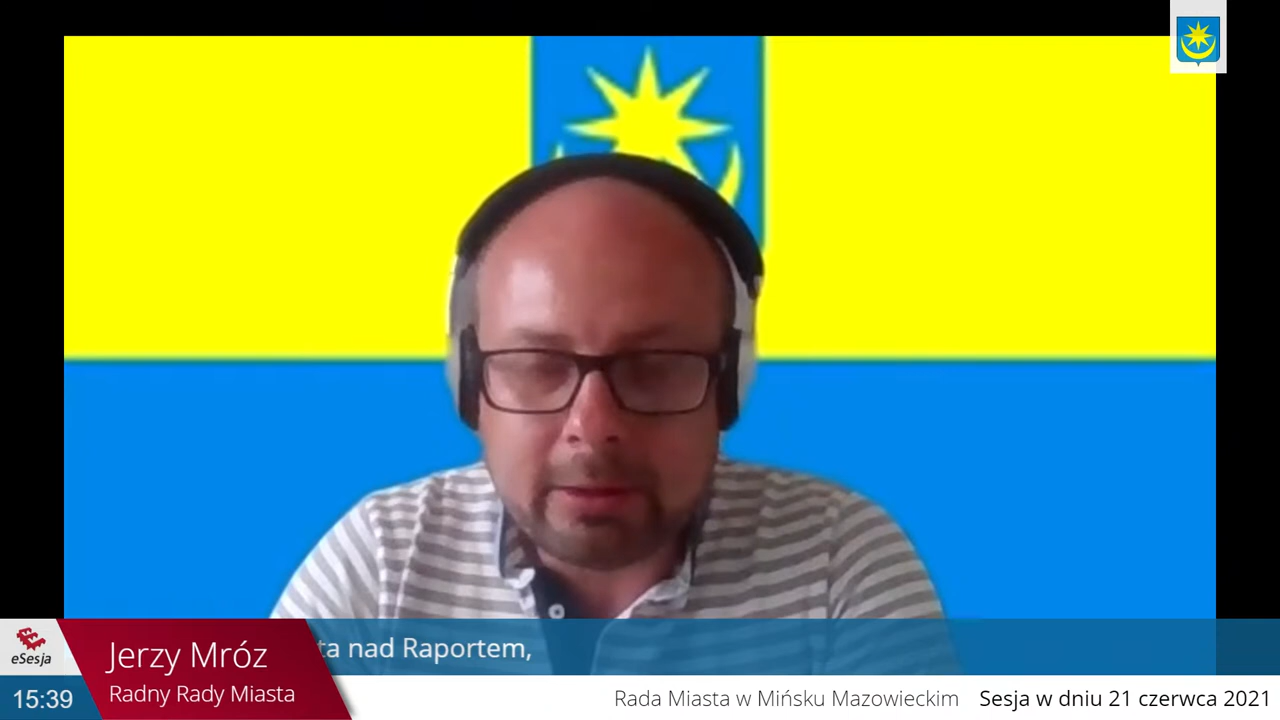 ta nad Raportem,
Jerzy Mróz
Radny Rady Miasta
eSesja
15:39
Rada Miasta w Mińsku Mazowieckim Sesja w dniu 21 czerwca 2021